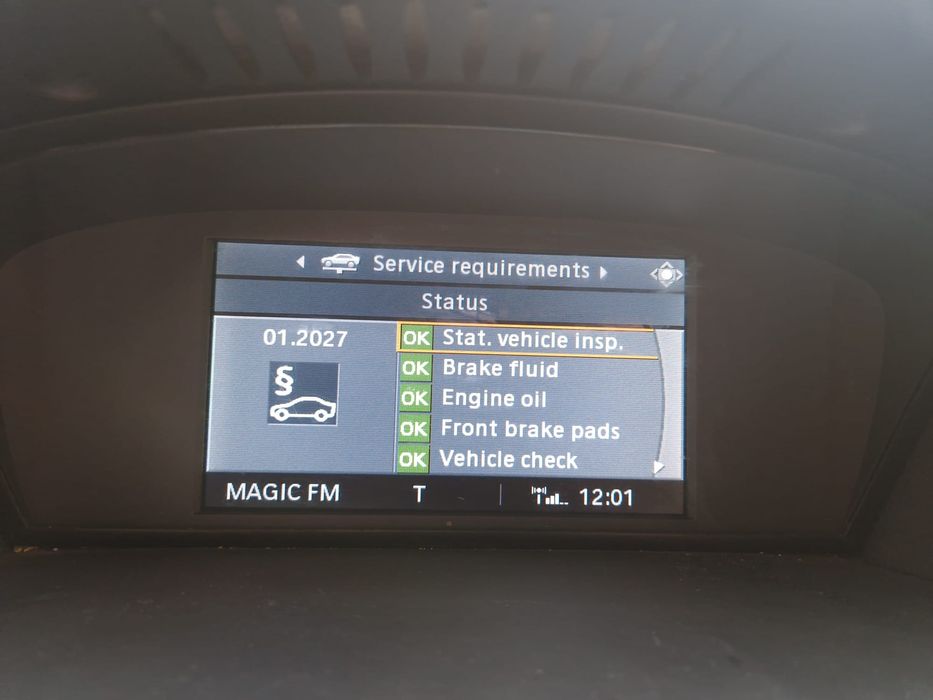 Service requirements
Status
01.2027
§
OK Stat. vehicle insp.
OK Brake fluid
OK Engine oil
OK Front brake pads
OK Vehicle check
MAGIC FM T 12:01